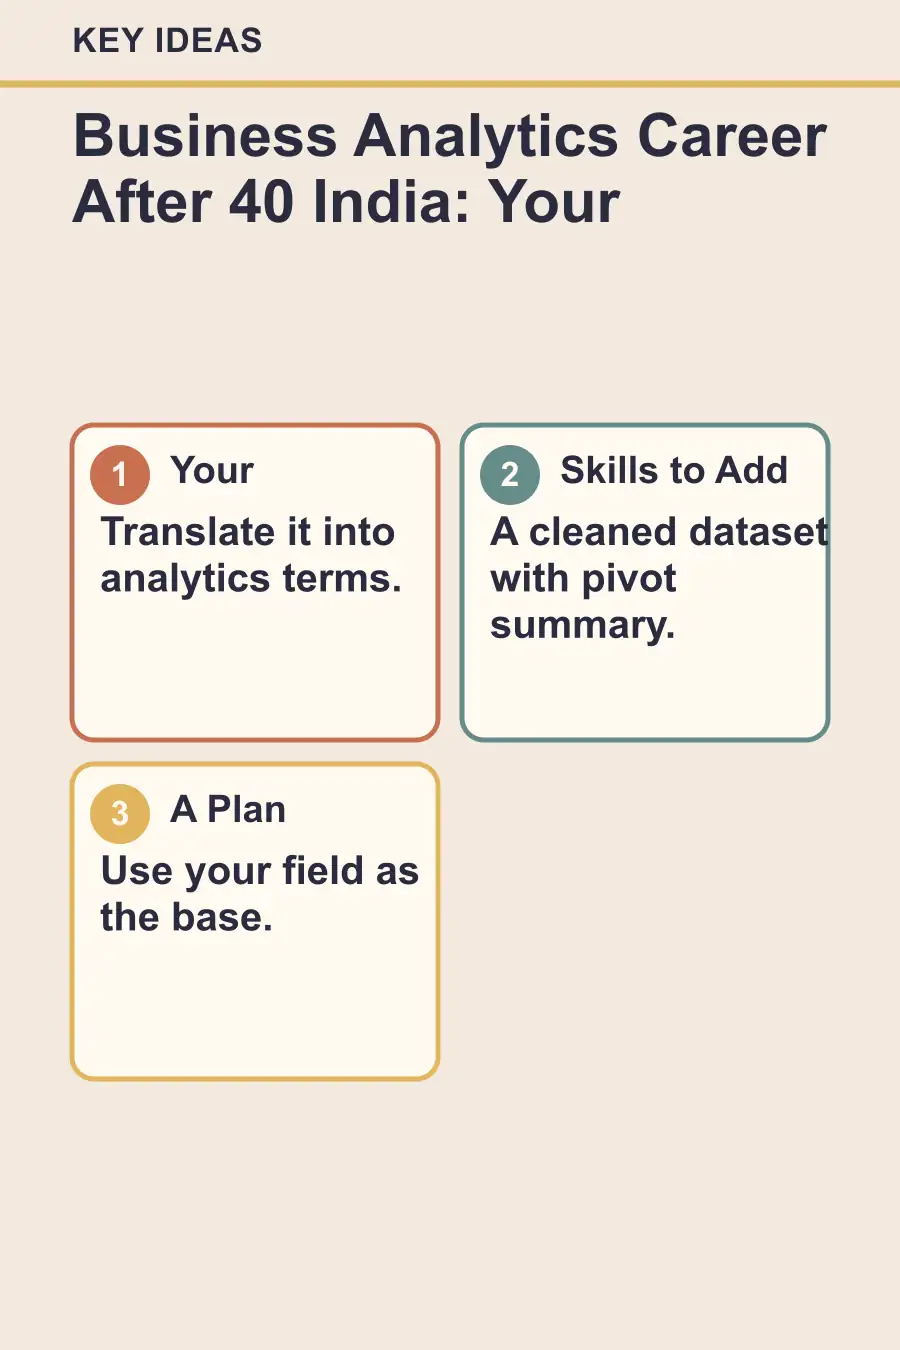 KEY IDEAS
Business Analytics Career
After 40 India: Your
1
Your
Translate it into
analytics terms.
2
Skills to Add
A cleaned dataset
with pivot
summary.
3
A Plan
Use your field as
the base.